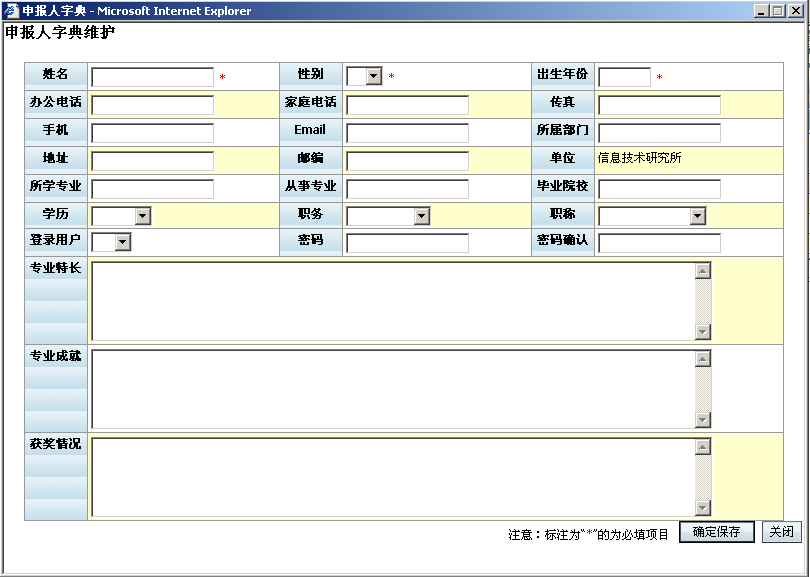 申报人字典 - Microsoft Internet Explorer
申报人字典维护
姓名 * 性别 * 出生年份 *
办公电话 家庭电话 传真
手机 Email 所属部门
地址 邮编 单位 信息技术研究所
所学专业 从事专业 毕业院校
学历 职务 职称
登录用户 密码 密码确认
专业特长
专业成就
获奖情况
注意：标注为"*"的为必填项目 确定保存 关闭